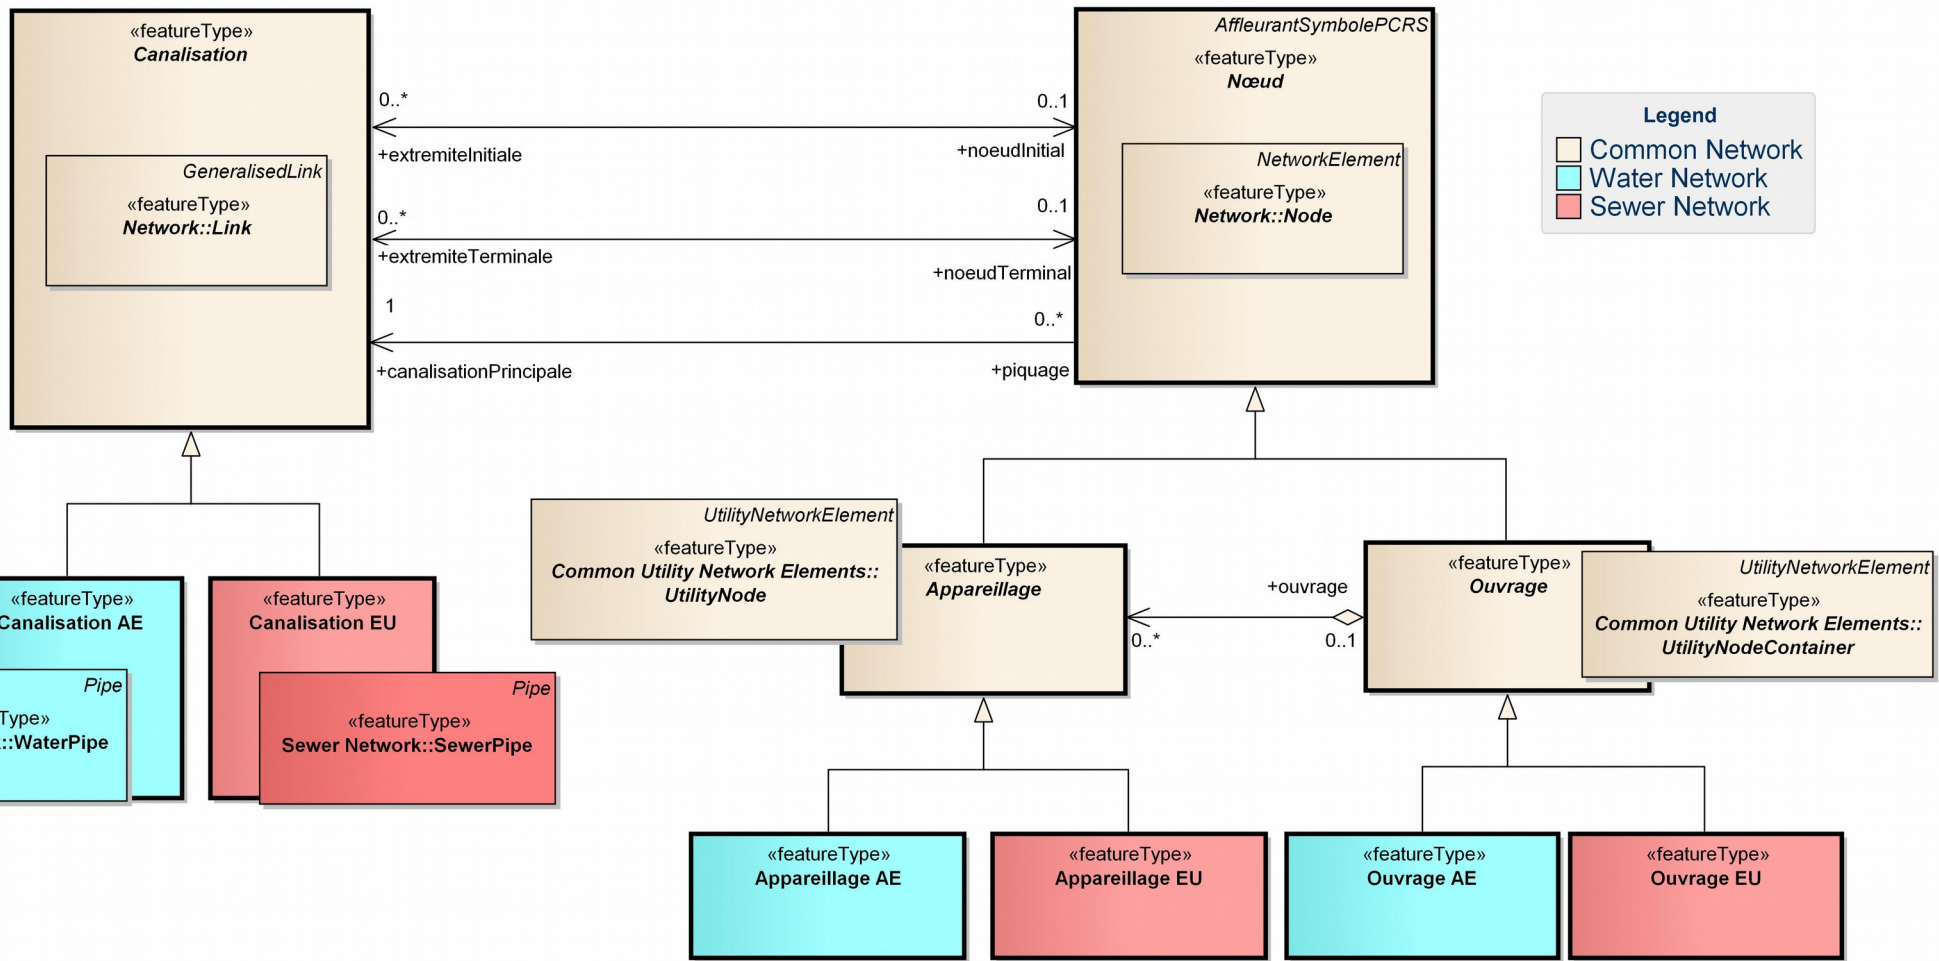 «featureType»
Canalisation
GeneralisedLink
«featureType»
Network::Link
0..*
+extremiteInitiale
0..1
+noeudInitial
0..*
+extremiteTerminale
0..1
+noeudTerminal
1
+canalisationPrincipale
0..*
+piquage
AffleurantSymbolePCRS
«featureType»
Nœud
NetworkElement
«featureType»
Network::Node
Legend
Common Network
Water Network
Sewer Network
«featureType»
Canalisation AE
Pipe
Type»
::WaterPipe
«featureType»
Canalisation EU
Pipe
«featureType»
Sewer Network::SewerPipe
UtilityNetworkElement
«featureType»
Common Utility Network Elements::
UtilityNode
«featureType»
Appareillage
+ouvrage
0..*
0..1
«featureType»
Ouvrage
UtilityNetworkElement
«featureType»
Common Utility Network Elements::
UtilityNodeContainer
«featureType»
Appareillage AE
«featureType»
Appareillage EU
«featureType»
Ouvrage AE
«featureType»
Ouvrage EU